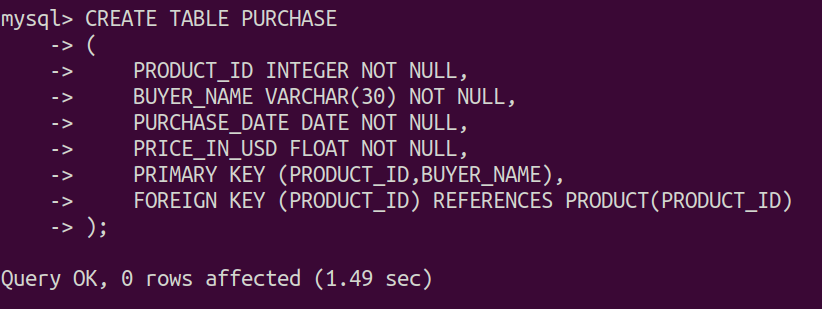 mysql> CREATE TABLE PURCHASE
    -> (
    ->     PRODUCT_ID INTEGER NOT NULL,
    ->     BUYER_NAME VARCHAR(30) NOT NULL,
    ->     PURCHASE_DATE DATE NOT NULL,
    ->     PRICE_IN_USD FLOAT NOT NULL,
    ->     PRIMARY KEY (PRODUCT_ID,BUYER_NAME),
    ->     FOREIGN KEY (PRODUCT_ID) REFERENCES PRODUCT(PRODUCT_ID)
    -> );
Query OK, 0 rows affected (1.49 sec)